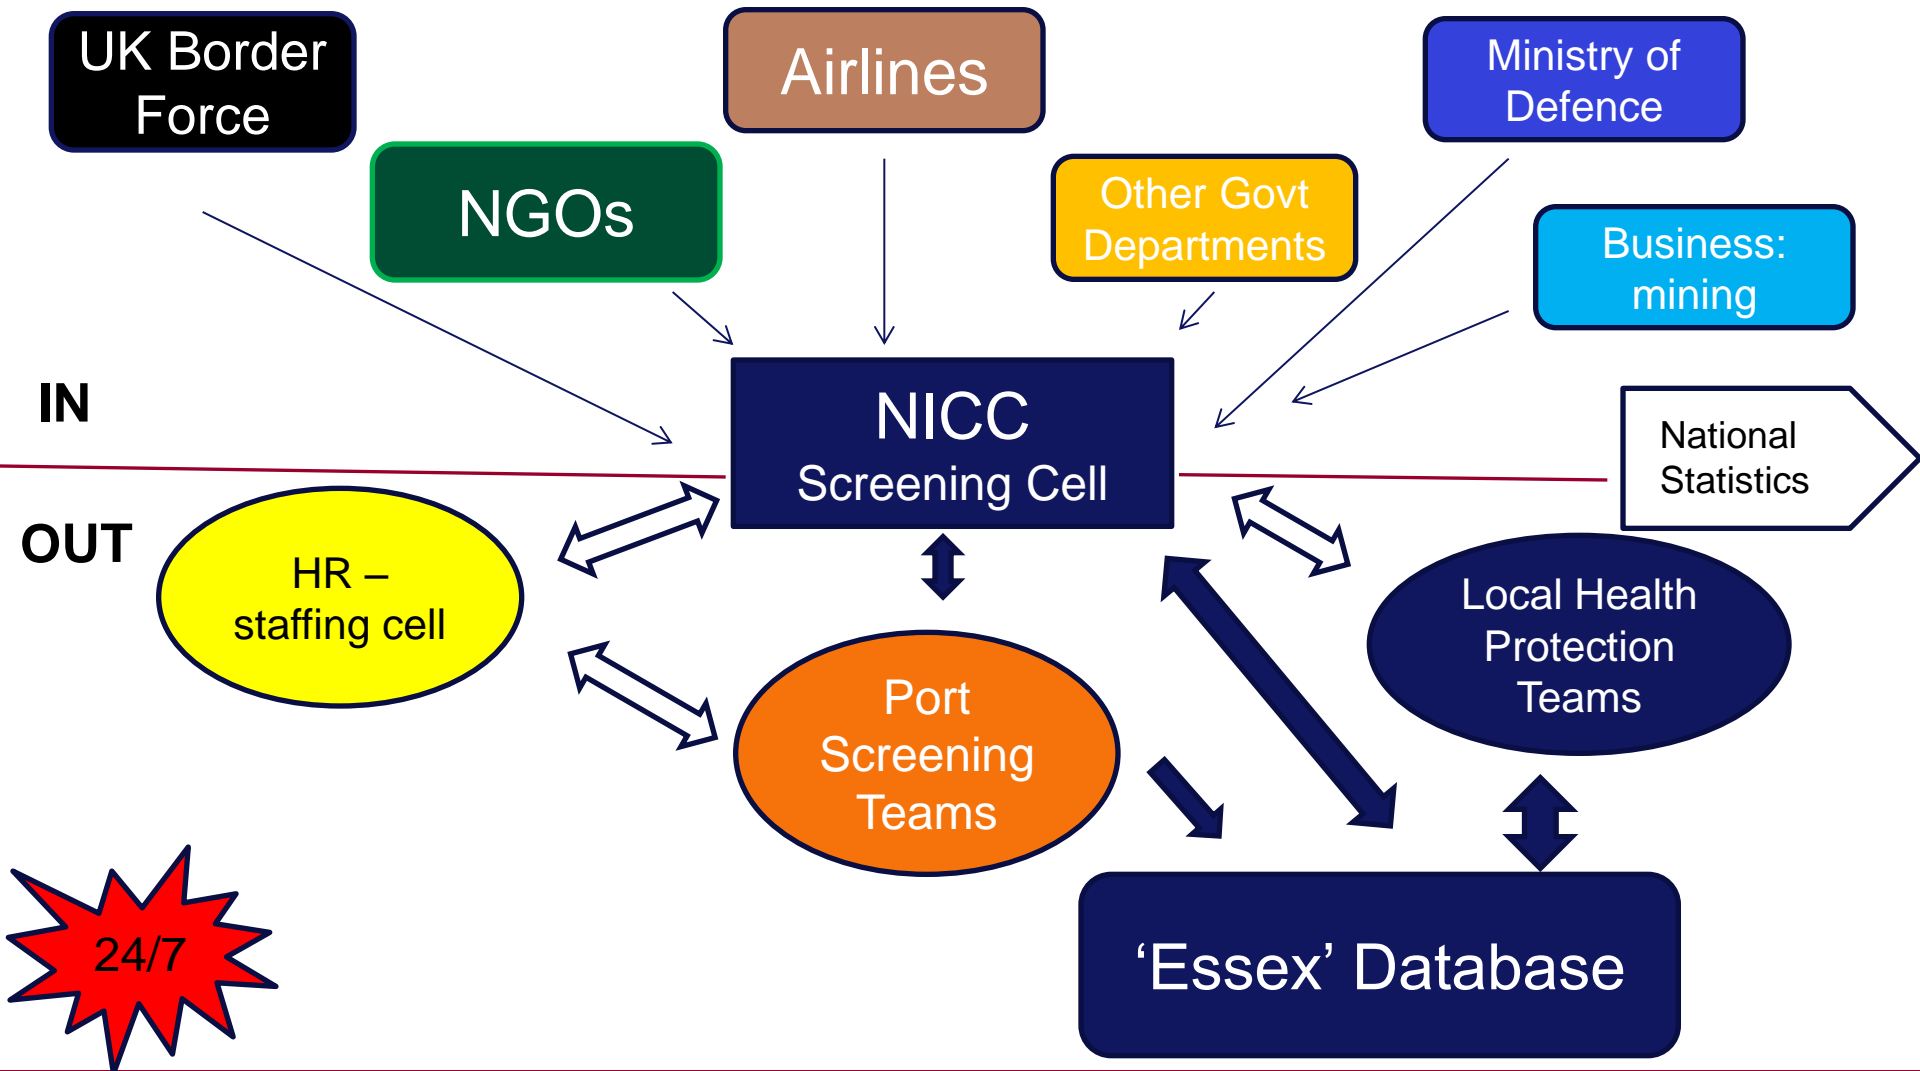 UK Border
Force
Airlines
Ministry of
Defence
NGOs
Other Govt
Departments
Business:
mining
IN
NICC
Screening Cell
National
Statistics
OUT
HR –
staffing cell
Local Health
Protection
Teams
Port
Screening
Teams
24/7
‘Essex’ Database